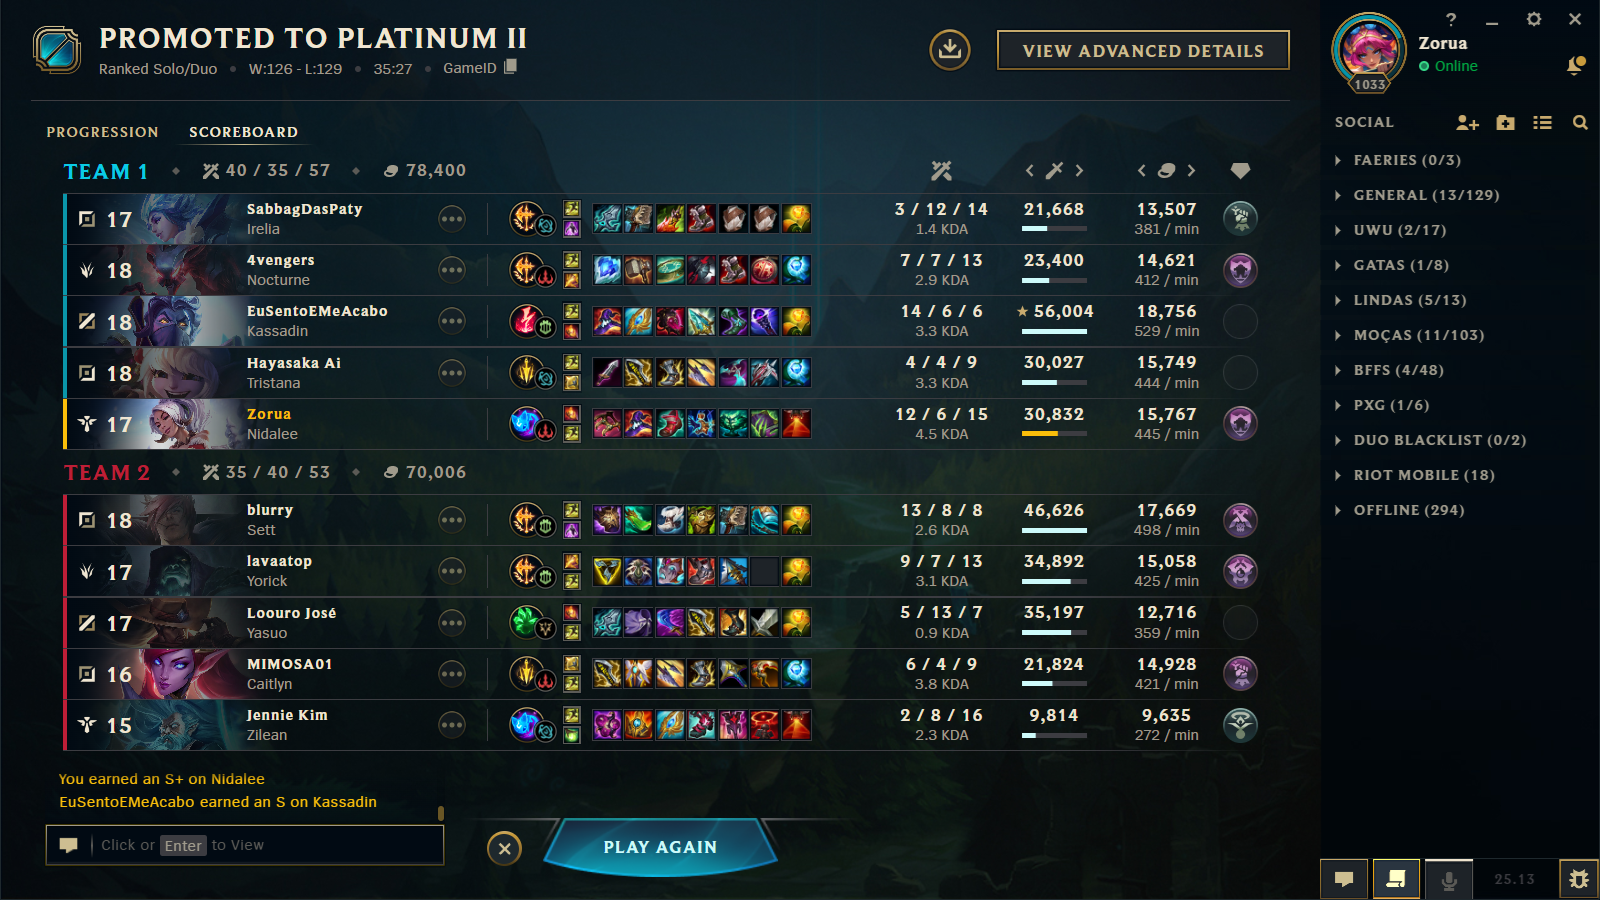 PROMOTED TO PLATINUM II
Ranked Solo/Duo • W:126 - L:129 • 35:27 • GameID
VIEW ADVANCED DETAILS
PROGRESSION SCOREBOARD
TEAM 1 40 / 35 / 57 78,400
17 SabbagDasPaty 3 / 12 / 14 21,668 13,507
Irelia 1.4 KDA 381 / min
18 4vengers 7 / 7 / 13 23,400 14,621
Nocturne 2.9 KDA 412 / min
18 EuSentoEMeAcabo 14 / 6 / 6 56,004 18,756
Kassadin 3.3 KDA 529 / min
18 Hayasaka Ai 4 / 4 / 9 30,027 15,749
Tristana 3.3 KDA 444 / min
17 Zorua 12 / 6 / 15 30,832 15,767
Nidalee 4.5 KDA 445 / min
TEAM 2 35 / 40 / 53 70,006
18 blurry 13 / 8 / 8 46,626 17,669
Sett 2.6 KDA 498 / min
17 lavaatop 9 / 7 / 13 34,892 15,058
Yorick 3.1 KDA 425 / min
17 Loouro José 5 / 13 / 7 35,197 12,716
Yasuo 0.9 KDA 359 / min
16 MIMOSA01 6 / 4 / 9 21,824 14,928
Caitlyn 3.8 KDA 421 / min
15 Jennie Kim 2 / 8 / 16 9,814 9,635
Zilean 2.3 KDA 272 / min
You earned an S+ on Nidalee
EuSentoEMeAcabo earned an S on Kassadin
Click or Enter to View
PLAY AGAIN
?
Zorua
Online
1033
SOCIAL
FAERIES (0/3)
GENERAL (13/129)
UWU (2/17)
GATAS (1/8)
LINDAS (5/13)
MOÇAS (11/103)
BFFS (4/48)
PXG (1/6)
DUO BLACKLIST (0/2)
RIOT MOBILE (18)
OFFLINE (294)
25.13